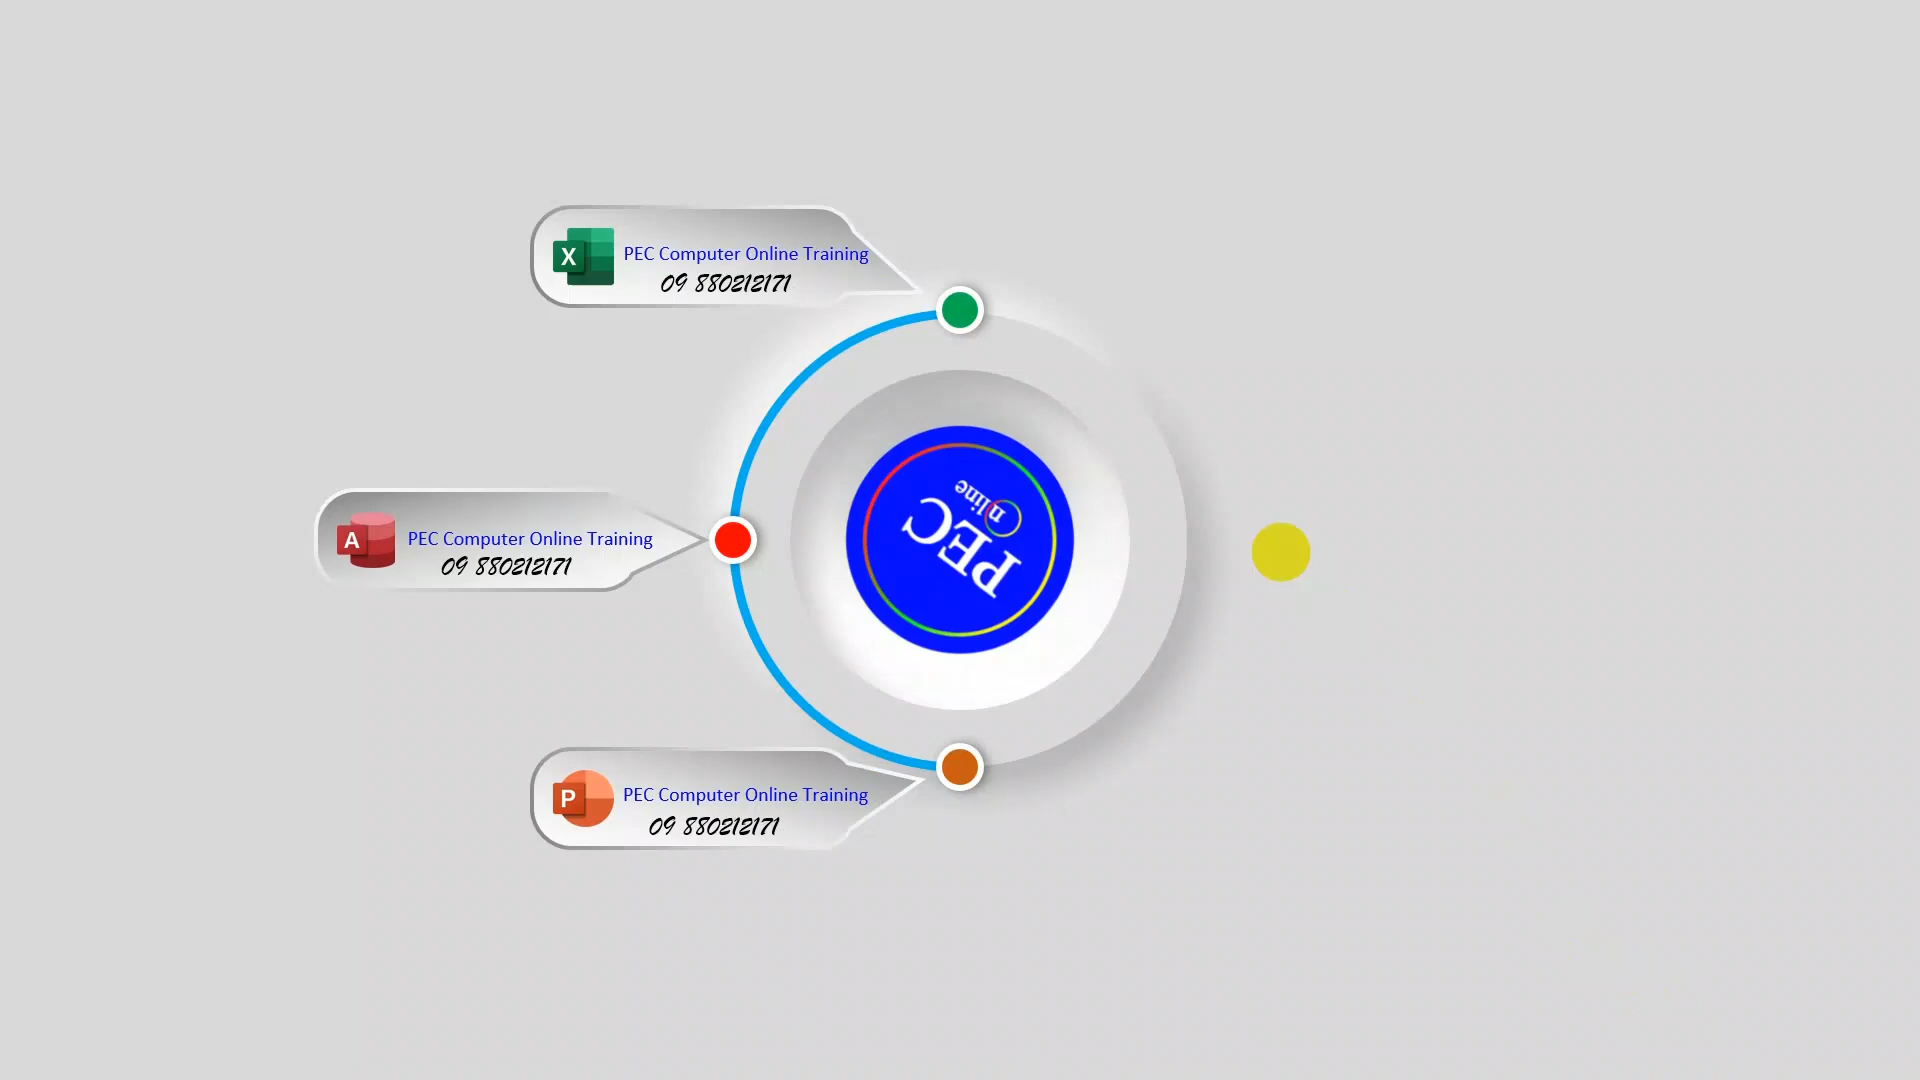 X
PEC Computer Online Training
09 880212171
A
PEC Computer Online Training
09 880212171
PEC
nline
P
PEC Computer Online Training
09 880212171